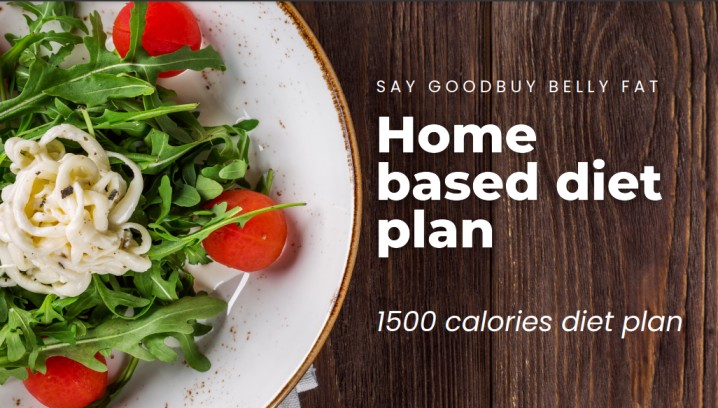 SAY GOODBUY BELLY FAT
Home
based diet
plan
1500 calories diet plan